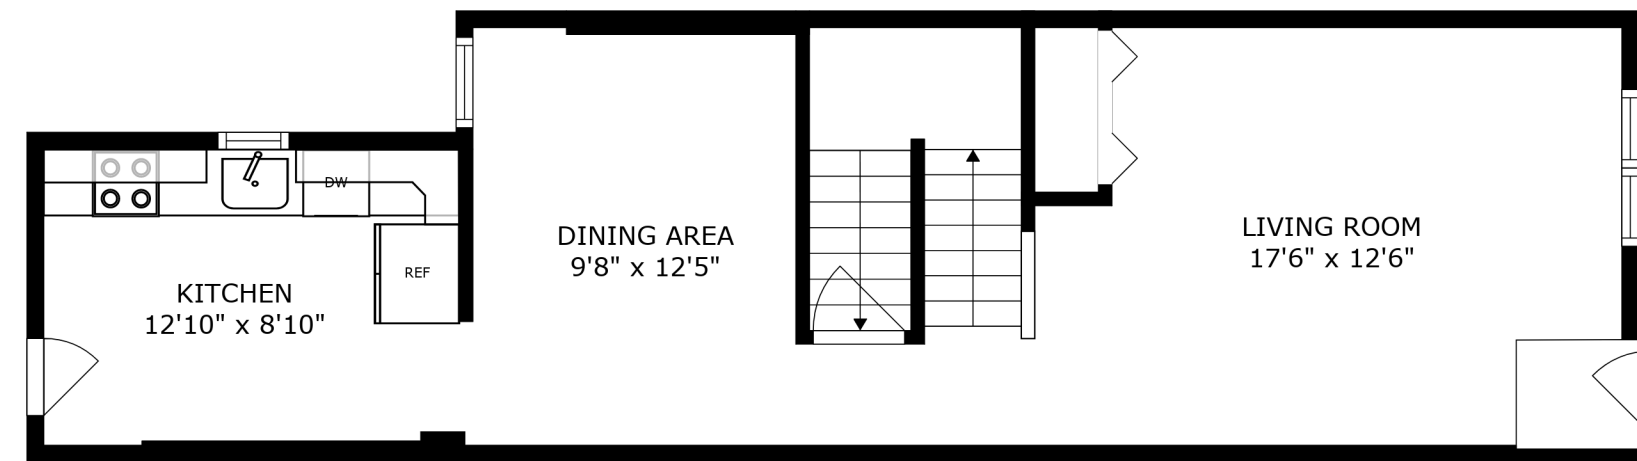 DW
REF
KITCHEN
12'10" x 8'10"
DINING AREA
9'8" x 12'5"
LIVING ROOM
17'6" x 12'6"